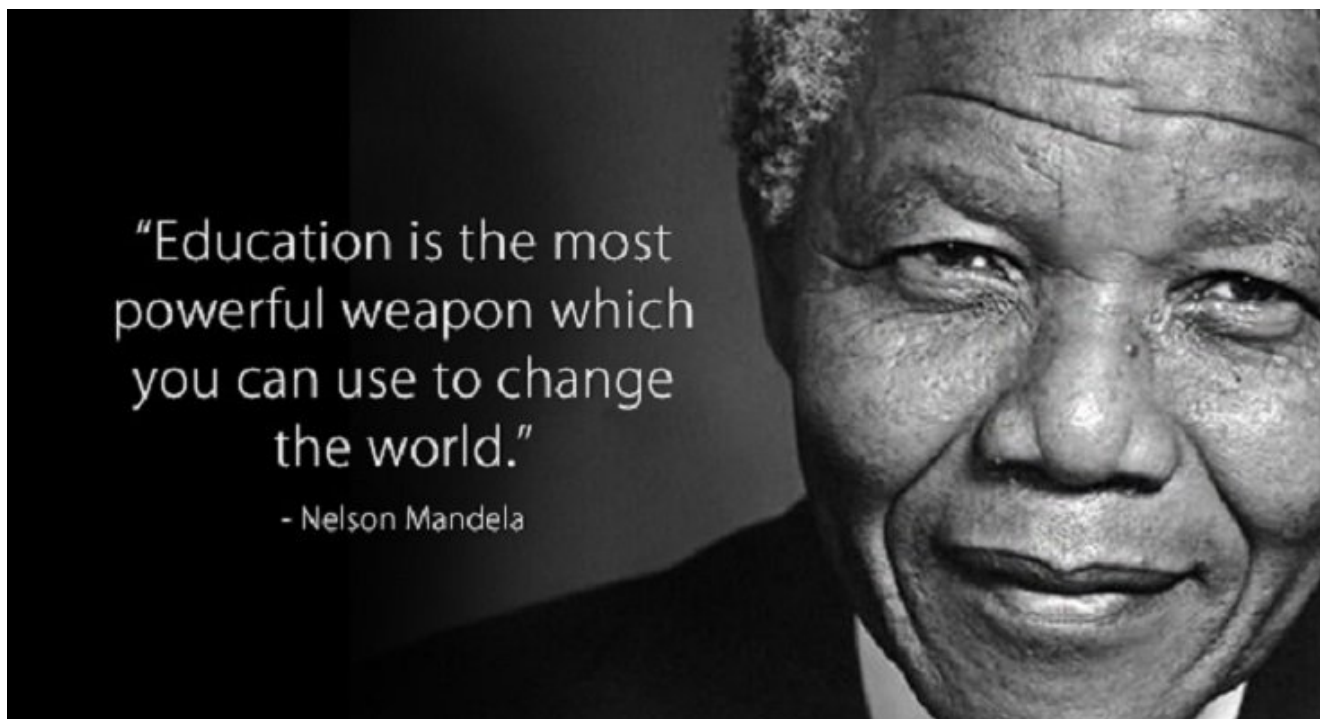 “Education is the most
powerful weapon which
you can use to change
the world.”
- Nelson Mandela